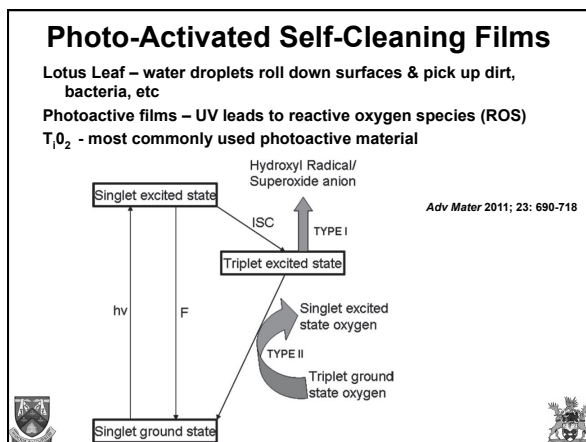 Photo-Activated Self-Cleaning Films
Lotus Leaf – water droplets roll down surfaces & pick up dirt,
bacteria, etc
Photoactive films – UV leads to reactive oxygen species (ROS)
TᵢO₂ - most commonly used photoactive material
Hydroxyl Radical/
Superoxide anion
Singlet excited state
Adv Mater 2011; 23: 690-718
ISC
TYPE I
Triplet excited state
hν
F
Singlet excited
state oxygen
TYPE II
Triplet ground
state oxygen
Singlet ground state